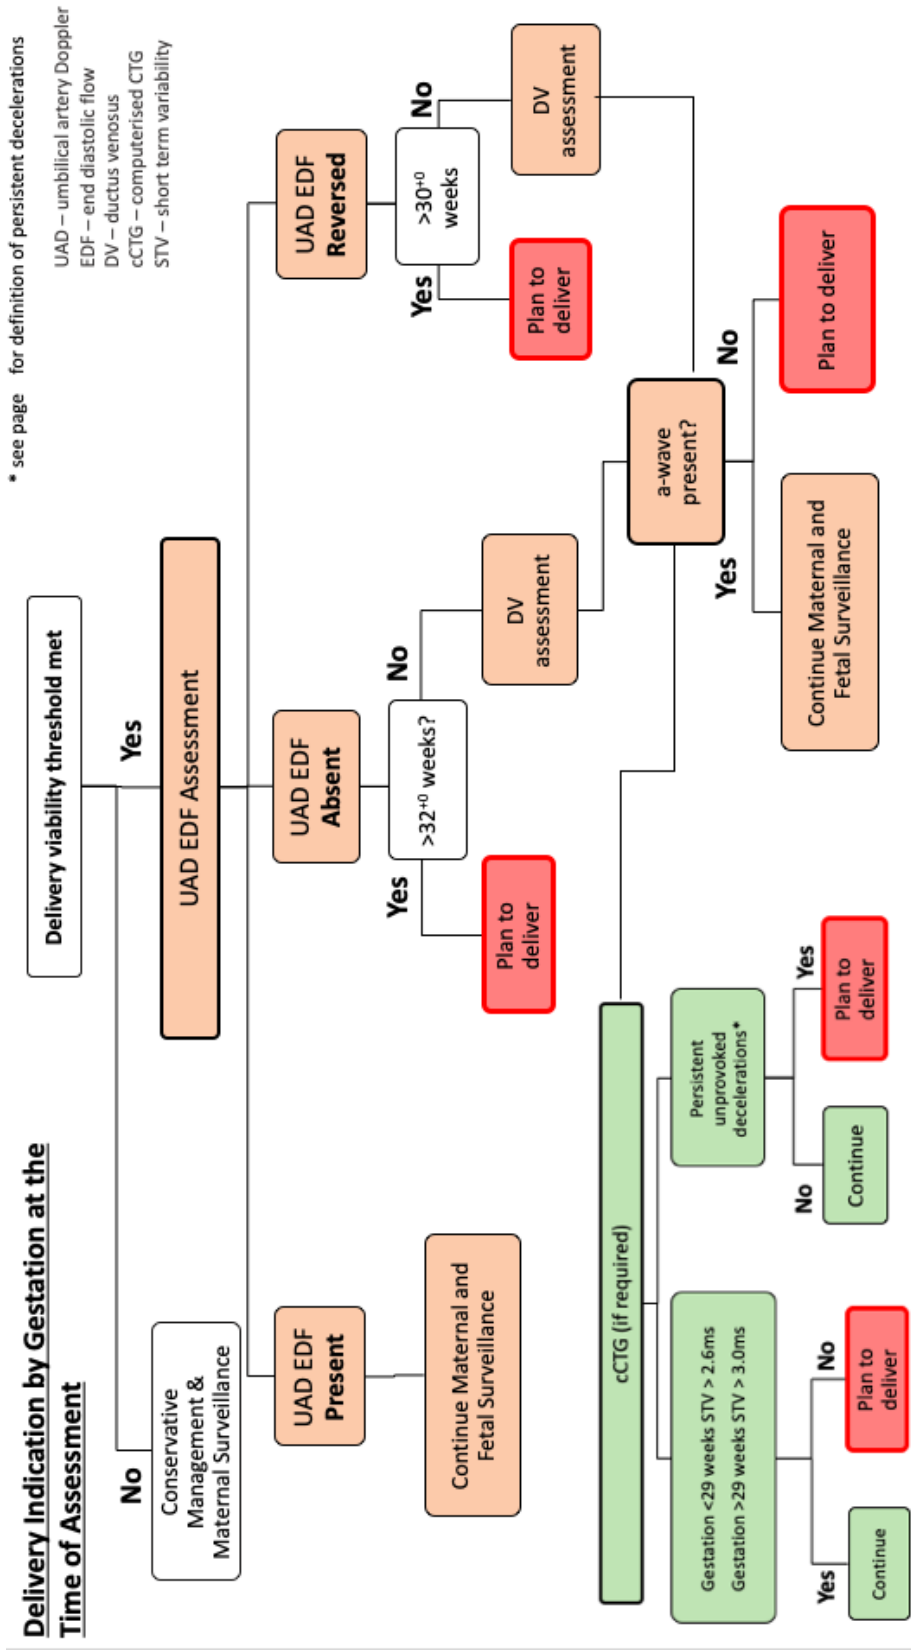 Delivery Indication by Gestation at the
Time of Assessment
* see page for definition of persistent decelerations
UAD – umbilical artery Doppler
EDF – end diastolic flow
DV – ductus venosus
cCTG – computerised CTG
STV – short term variability
Delivery viability threshold met
No
Yes
Conservative
Management &
Maternal Surveillance
UAD EDF Assessment
UAD EDF
Present
UAD EDF
Absent
UAD EDF
Reversed
Continue Maternal and
Fetal Surveillance
>32⁺⁰ weeks?
Yes
No
Plan to
deliver
DV
assessment
>30⁺⁰
weeks
Yes
No
Plan to
deliver
DV
assessment
a-wave
present?
Yes
No
Continue Maternal and
Fetal Surveillance
Plan to deliver
cCTG (if required)
Gestation <29 weeks STV > 2.6ms
Gestation >29 weeks STV > 3.0ms
Yes
No
Continue
Plan to
deliver
Persistent
unprovoked
decelerations*
No
Yes
Continue
Plan to
deliver